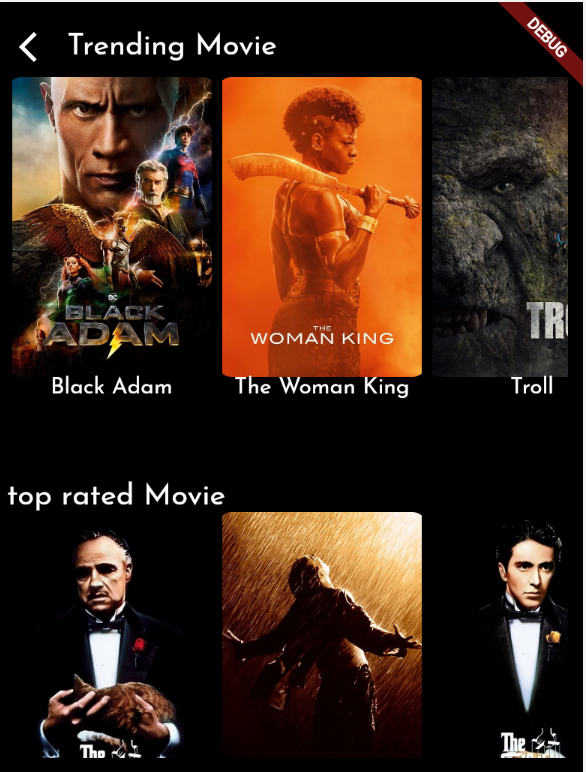 Trending Movie
DEBUG
DC
BLACK
ADAM
THE
WOMAN KING
TR
Black Adam
The Woman King
Troll
top rated Movie
The
The